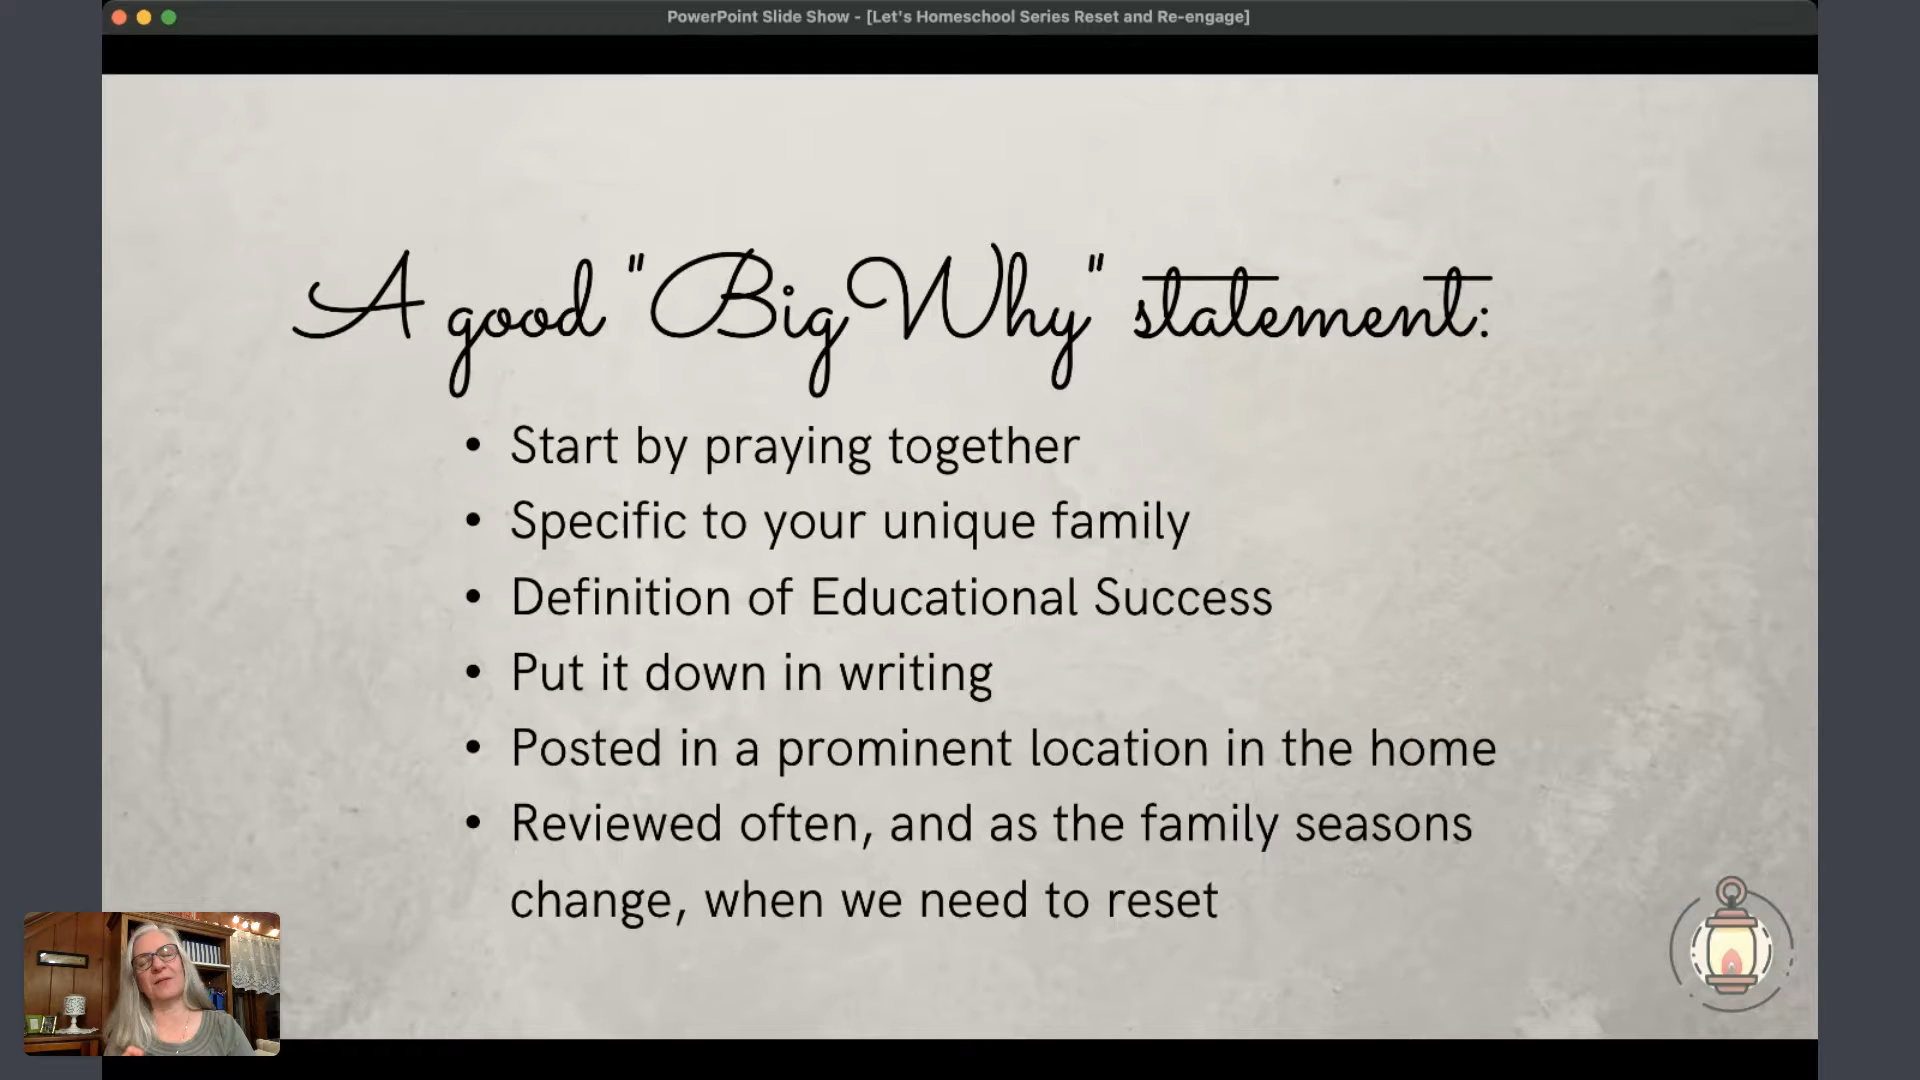 PowerPoint Slide Show - [Let's Homeschool Series Reset and Re-engage]
A good "Big Why" statement:
• Start by praying together
• Specific to your unique family
• Definition of Educational Success
• Put it down in writing
• Posted in a prominent location in the home
• Reviewed often, and as the family seasons
change, when we need to reset